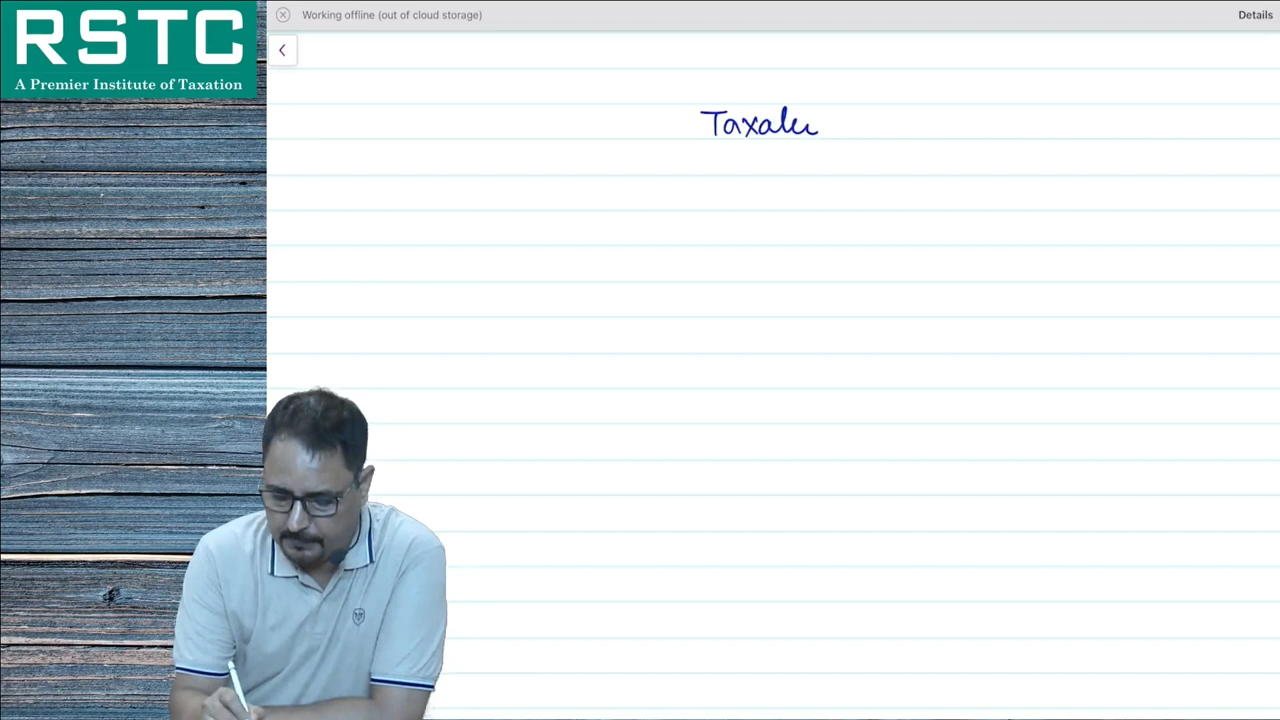 RSTC
A Premier Institute of Taxation
Working offline (out of cloud storage)
Details